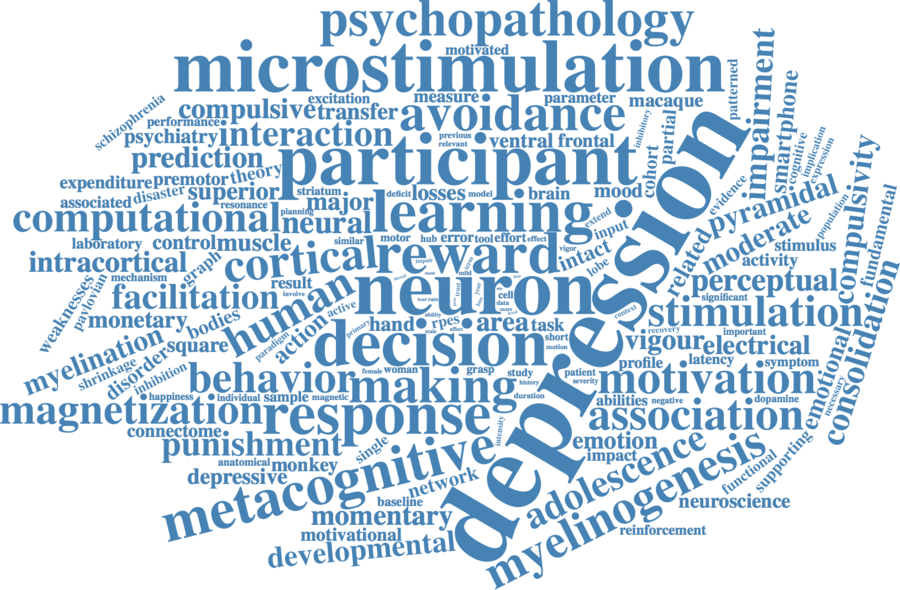 psychopathology
motivated
microstimulation
patterned
impairment
smartphone
schizophrenia
excitation
measure
parameter
macaque
compulsive
transfer
avoidance
performance
psychiatry
interaction
previous
relevant
ventral
frontal
inhibitory
partial
cohort
cognitive
implication
expression
prediction
participant
depression
evidence
expenditure
premotor
theory
associated
disaster
superior
striatum
deficit
losses
model
brain
mood
resonance
major
computational
planning
neural
learning
extend
input
related
pyramidal
moderate
population
compulsivity
fundamental
laboratory
control
muscle
similar
motor
hub
error
tool
effort
effect
vigor
intact
lobe
stimulus
activity
intracortical
graph
cortical
reward
perceptual
mechanism
weaknesses
pavlovian
facilitation
result
involve
human
neuron
cell
data
significant
context
stimulation
consolidation
monetary
bodies
action
active
paradigm
primary
hand
rpes
ability
area
task
short
motion
recovery
important
vigour
electrical
myelination
square
decision
shrinkage
disorder
inhibition
behavior
female
woman
grasp
study
history
patient
severity
profile
latency
symptom
making
motivation
emotional
necessary
happiness
individual
sample
magnetic
duration
abilities
negative
dopamine
magnetization
response
intensity
association
connectome
punishment
single
emotion
impact
supporting
functional
anatomical
monkey
depressive
metacognitive
network
adolescence
myelinogenesis
baseline
momentary
neuroscience
motivational
reinforcement
developmental